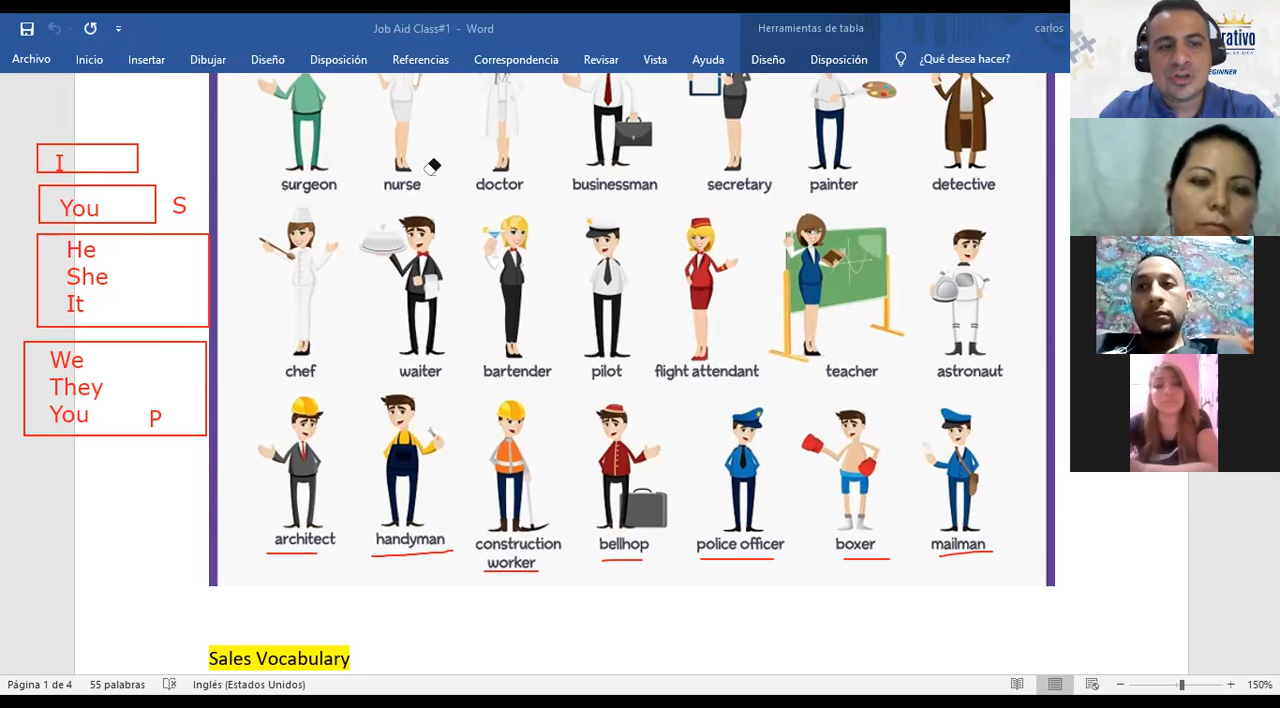 Job Aid Class#1 - Word
Herramientas de tabla
carlos
Archivo Inicio Insertar Dibujar Diseño Disposición Referencias Correspondencia Revisar Vista Ayuda Diseño Disposición ¿Qué desea hacer?
surgeon nurse doctor businessman secretary painter detective
I
You S
He
She
It
We
They
You P
chef waiter bartender pilot flight attendant teacher astronaut
architect handyman construction worker bellhop police officer boxer mailman
Sales Vocabulary
Página 1 de 4 55 palabras Inglés (Estados Unidos) 150%